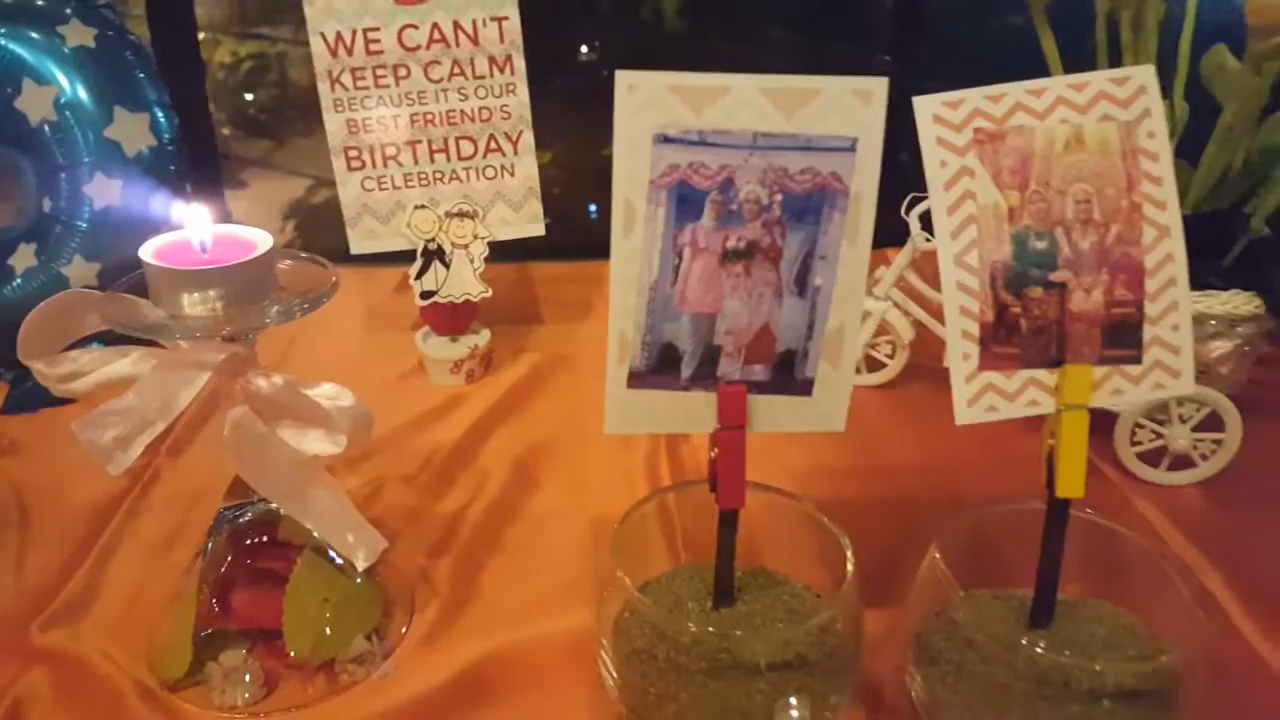 WE CAN'T
KEEP CALM
BECAUSE IT'S OUR
BEST FRIEND'S
BIRTHDAY
CELEBRATION